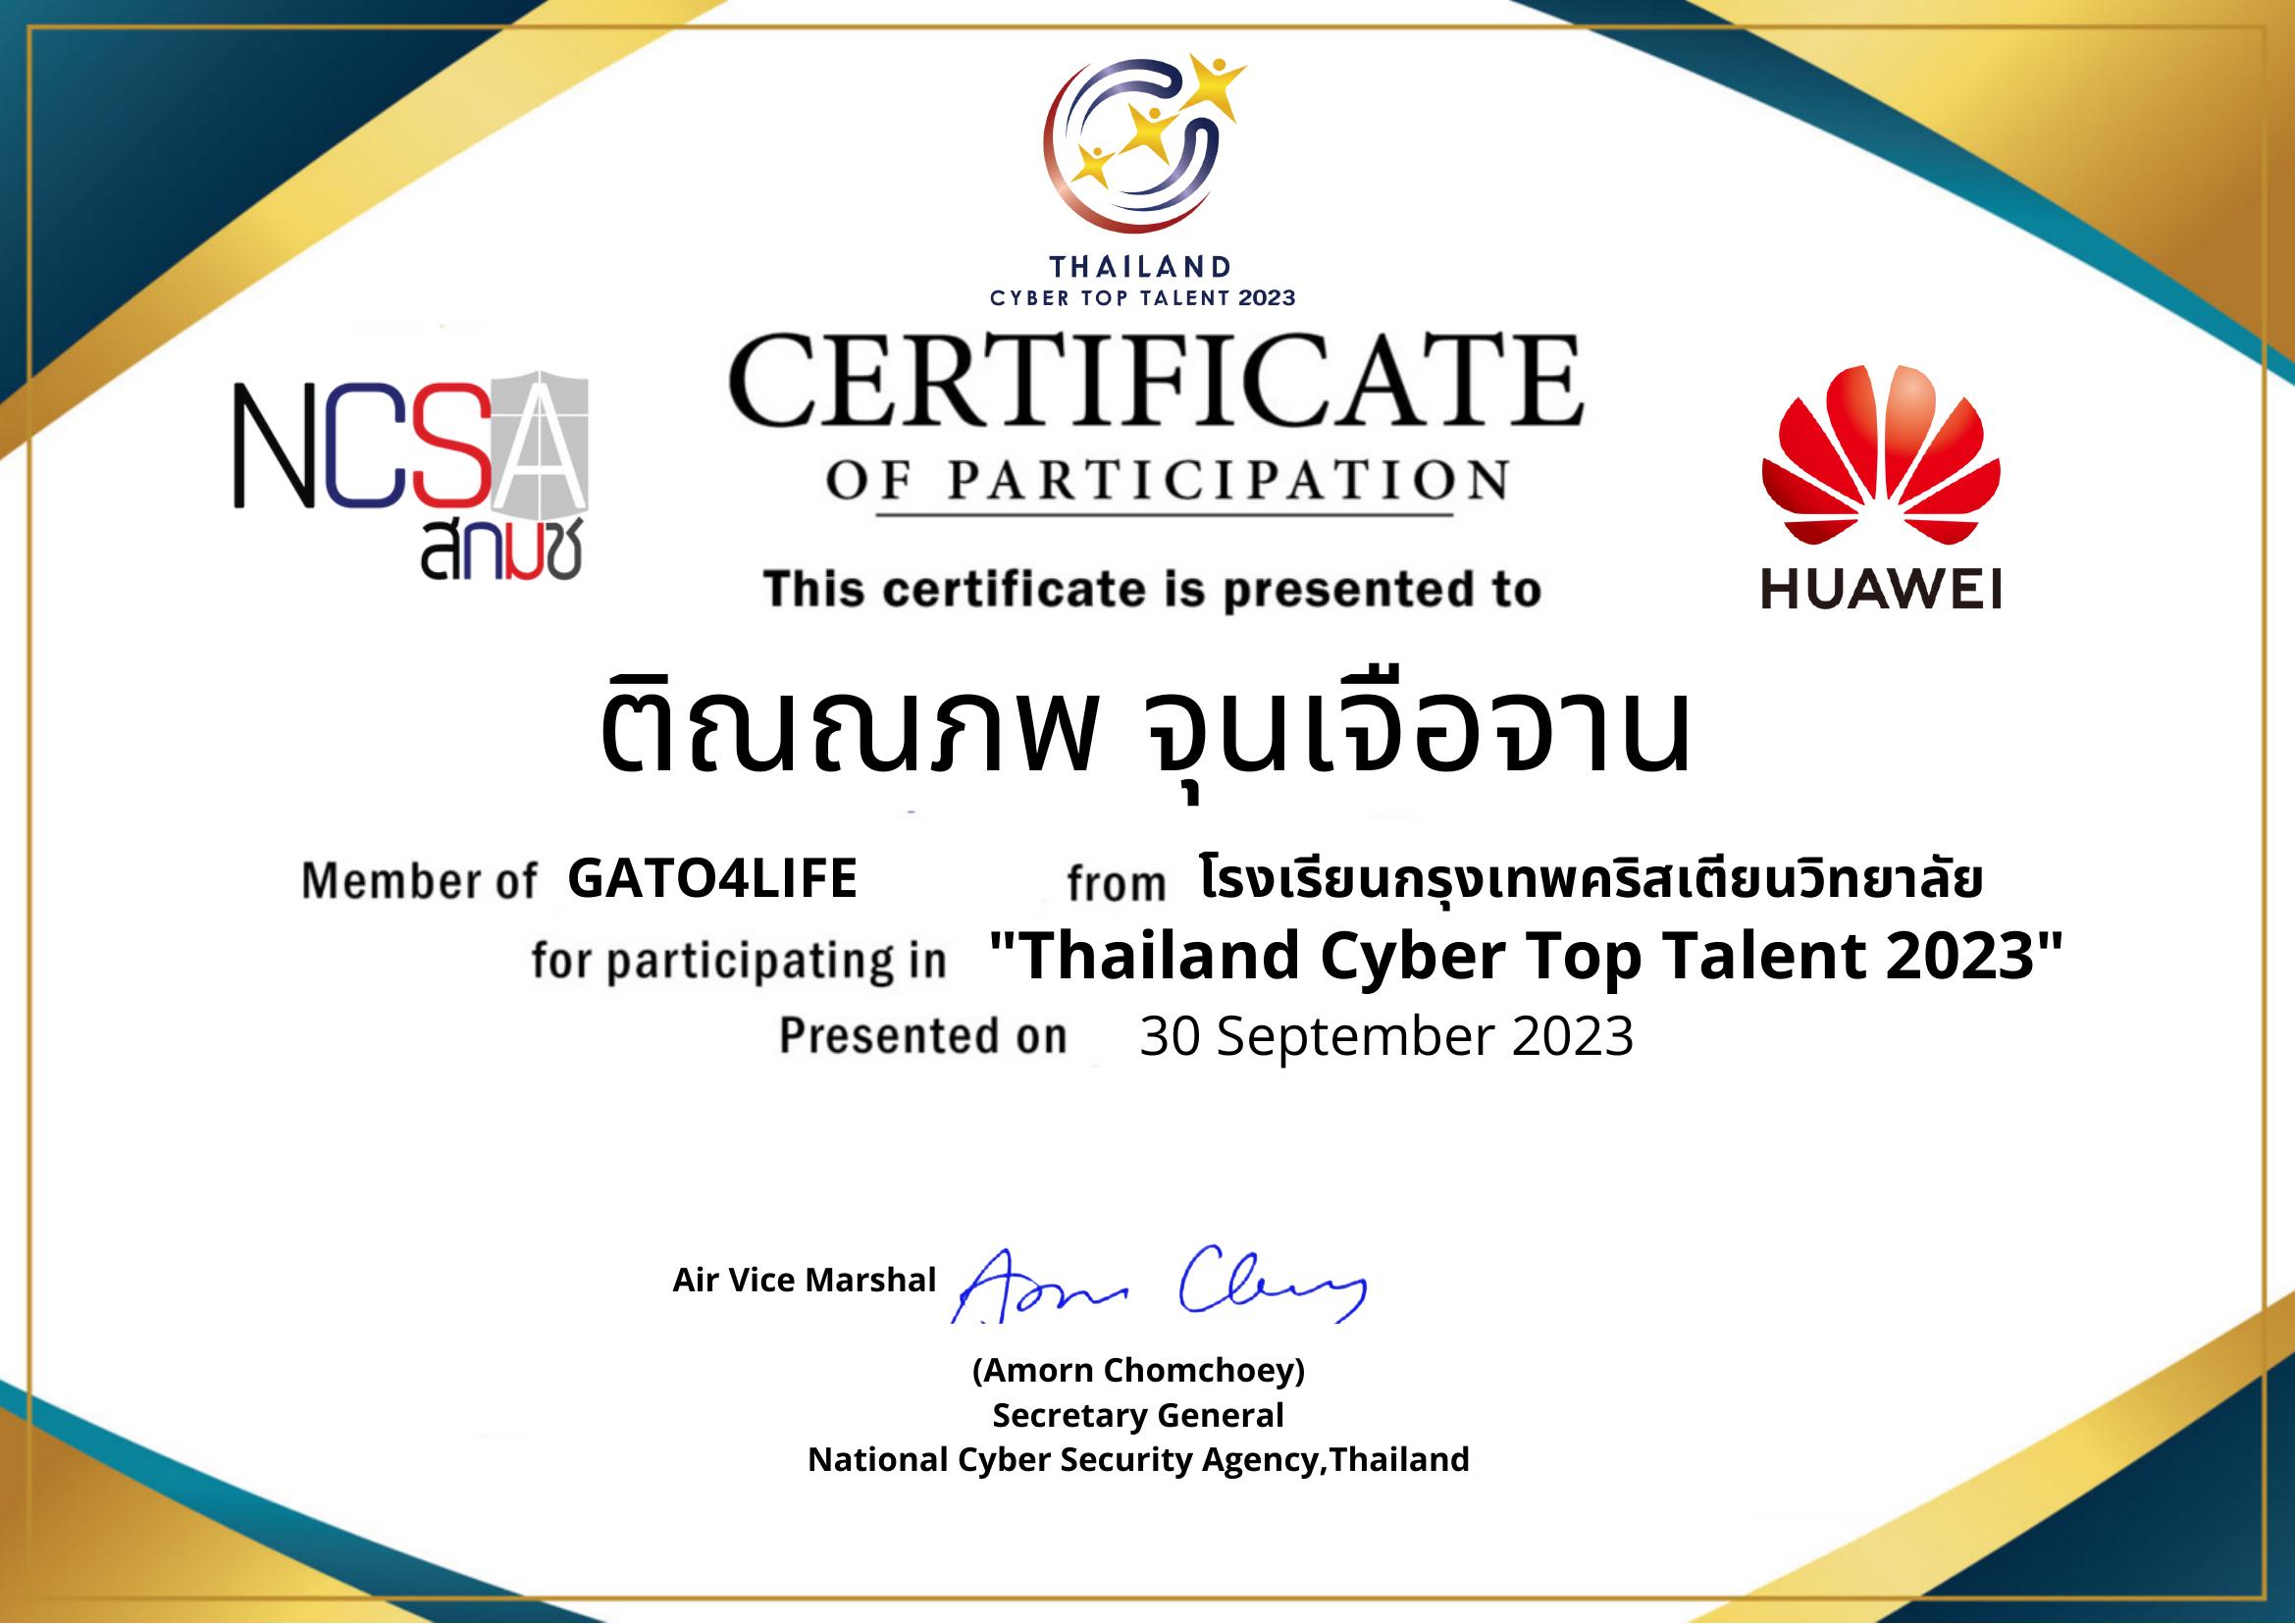 THAILAND
CYBER TOP TALENT 2023
CERTIFICATE
OF PARTICIPATION
NCSA
สกมช
HUAWEI
This certificate is presented to
ติณณภพ จุนเจือจาน
Member of GATO4LIFE from โรงเรียนกรุงเทพคริสเตียนวิทยาลัย
for participating in "Thailand Cyber Top Talent 2023"
Presented on 30 September 2023
Air Vice Marshal
(Amorn Chomchoey)
Secretary General
National Cyber Security Agency,Thailand